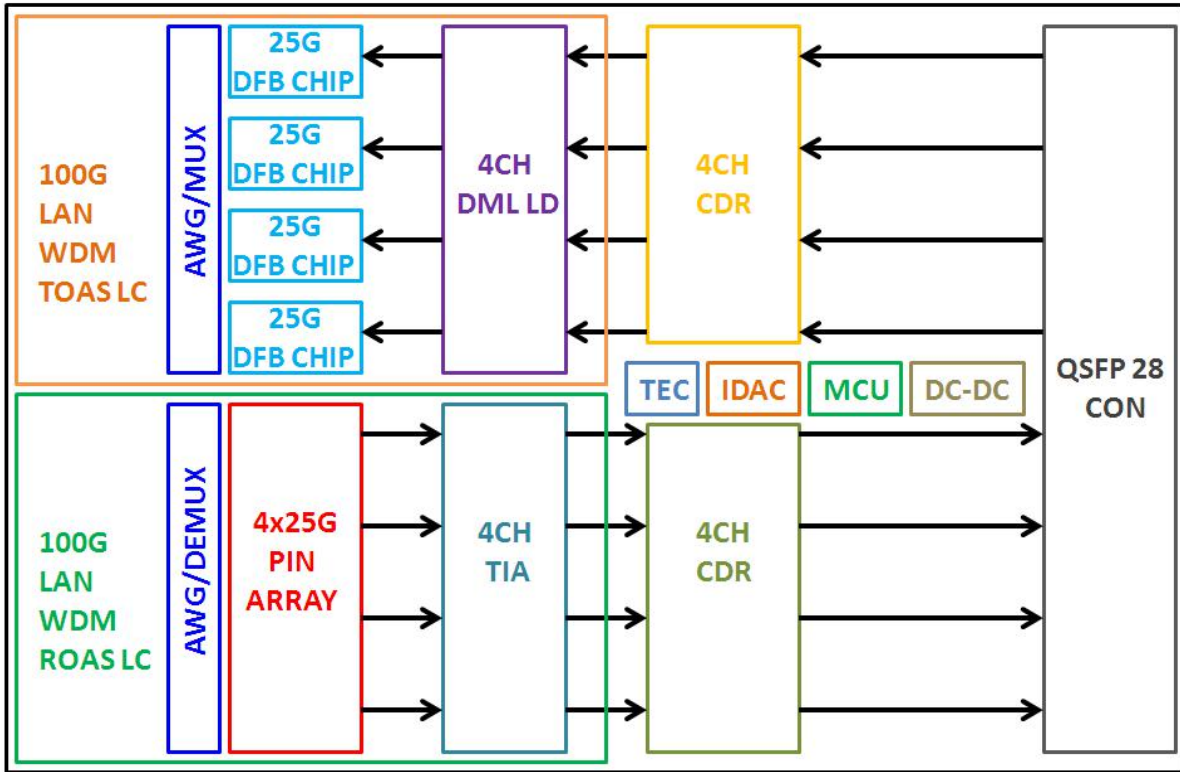 100G
LAN
WDM
TOAS LC
AWG/MUX
25G
DFB CHIP
25G
DFB CHIP
25G
DFB CHIP
25G
DFB CHIP
4CH
DML LD
4CH
CDR
TEC
IDAC
MCU
DC-DC
QSFP 28
CON
100G
LAN
WDM
ROAS LC
AWG/DEMUX
4x25G
PIN
ARRAY
4CH
TIA
4CH
CDR